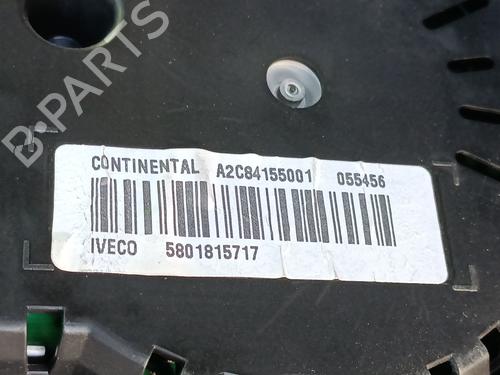 B-PARTS
CONTINENTAL A2C84155001 055456
IVECO 5801815717